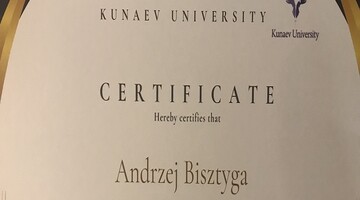 KUNAEV UNIVERSITY
Kunaev University
CERTIFICATE
Hereby certifies that
Andrzej Bisztyga